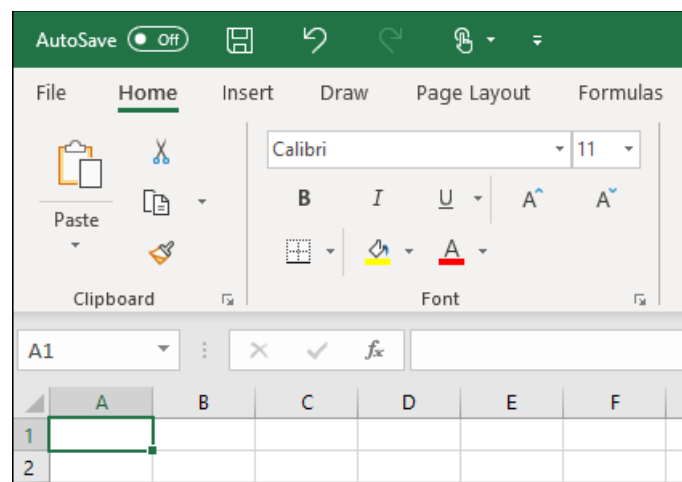 AutoSave Off
File Home Insert Draw Page Layout Formulas
Calibri 11
B I U A A
Paste
A
Clipboard Font
A1 fx
A B C D E F
1
2